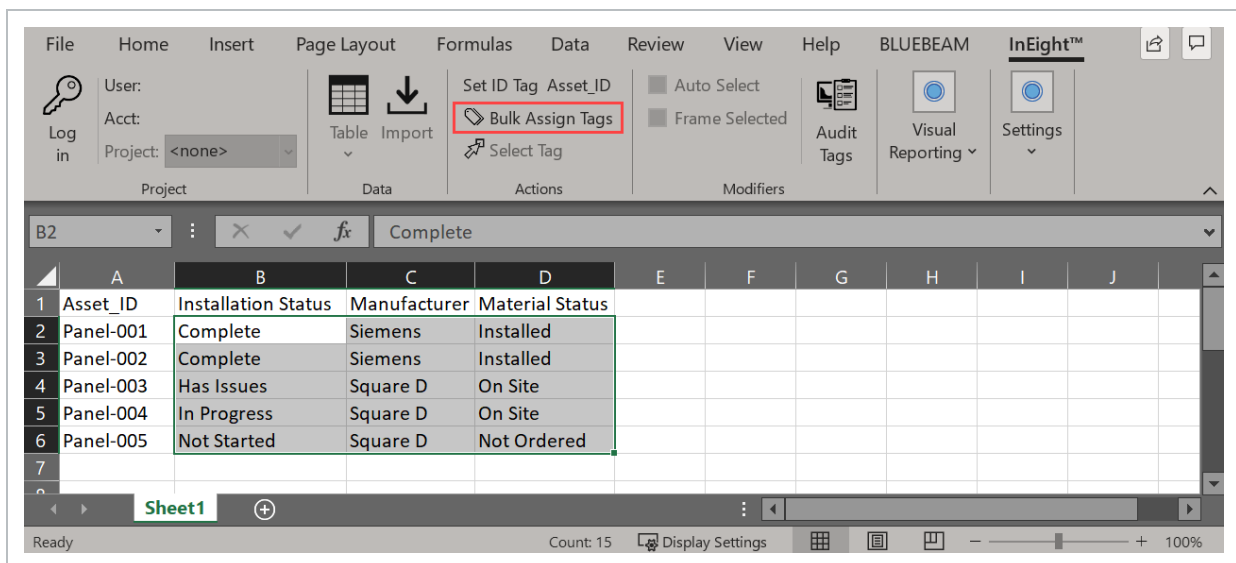 File Home Insert Page Layout Formulas Data Review View Help BLUEBEAM InEight™
User: Set ID Tag Asset_ID Auto Select
Acct: Bulk Assign Tags Frame Selected
Log in Table Import Audit Tags Visual Reporting Settings
Project: <none> Select Tag
Project Data Actions Modifiers
B2 fx Complete
A B C D E F G H I J
1 Asset_ID Installation Status Manufacturer Material Status
2 Panel-001 Complete Siemens Installed
3 Panel-002 Complete Siemens Installed
4 Panel-003 Has Issues Square D On Site
5 Panel-004 In Progress Square D On Site
6 Panel-005 Not Started Square D Not Ordered
7
Sheet1
Ready Count: 15 Display Settings 100%